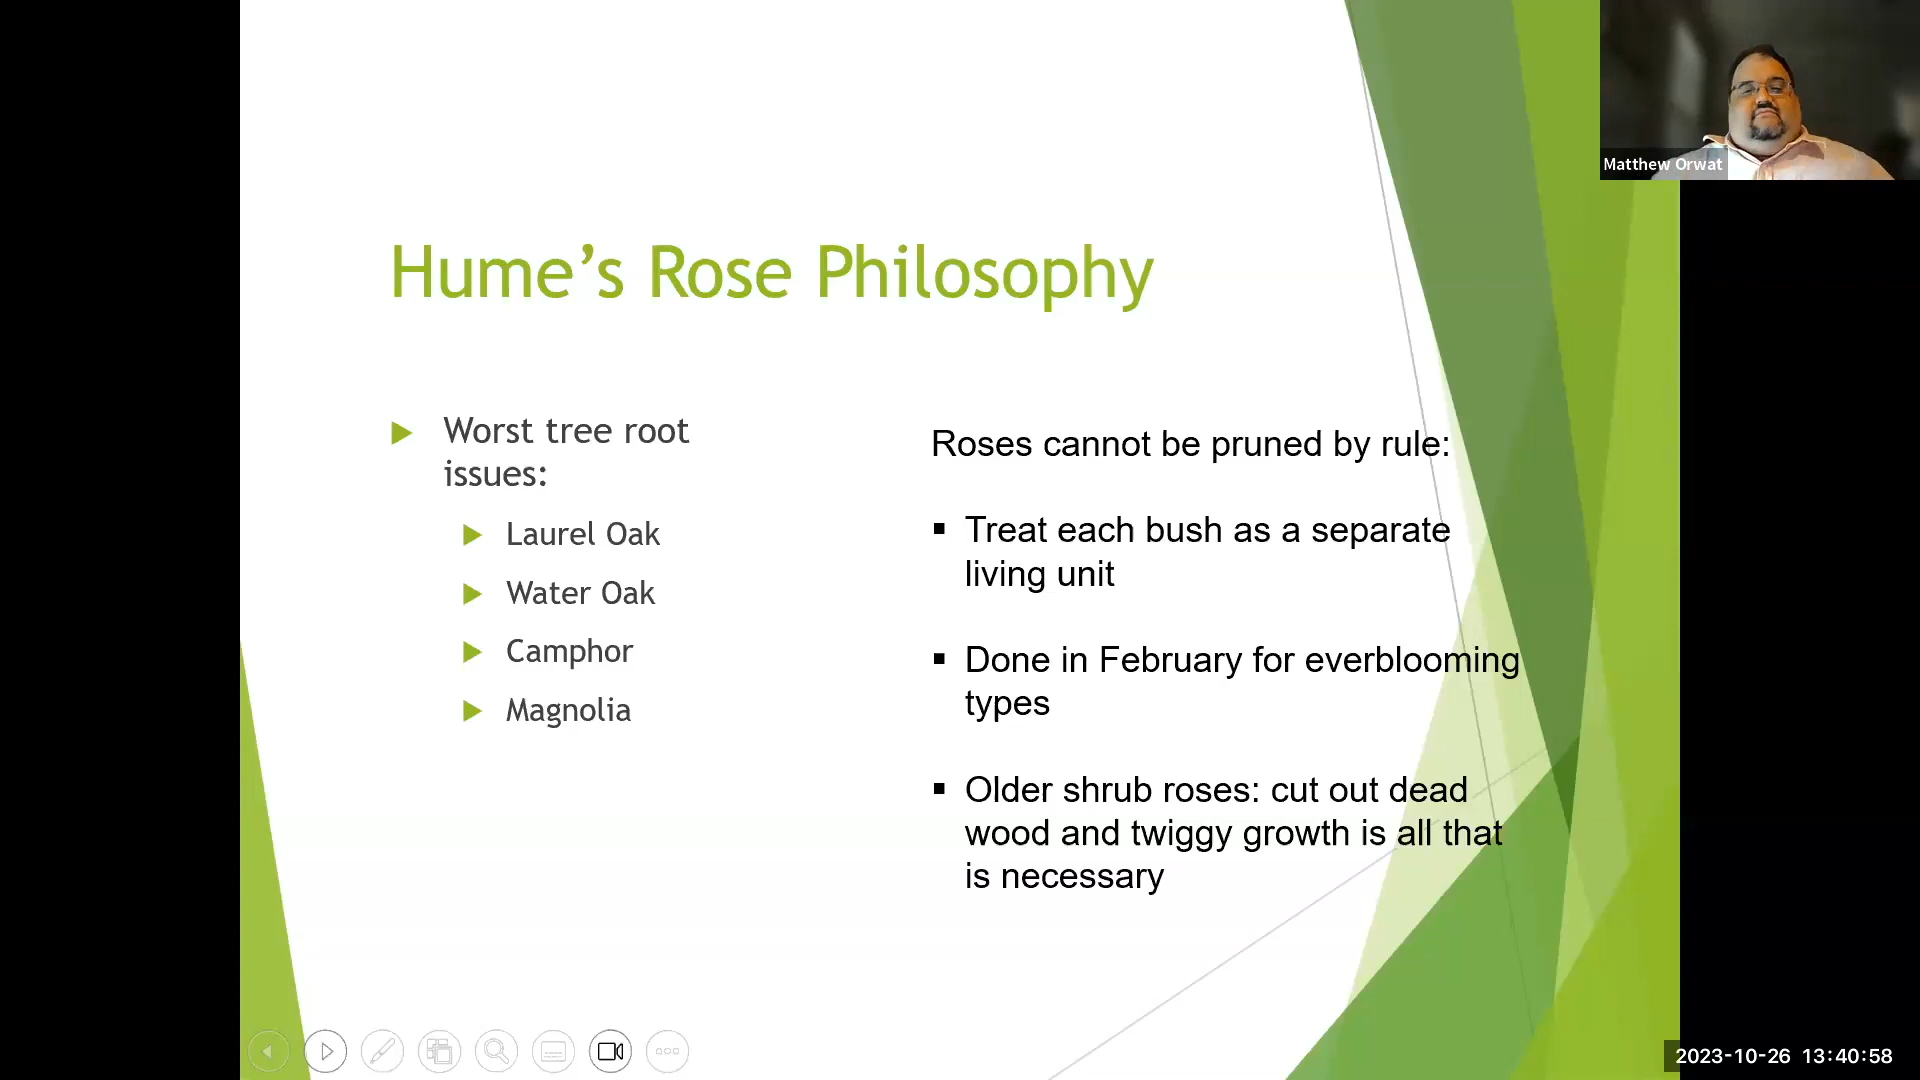 Matthew Orwat
Hume’s Rose Philosophy
Worst tree root
issues:
Laurel Oak
Water Oak
Camphor
Magnolia
Roses cannot be pruned by rule:
Treat each bush as a separate
living unit
Done in February for everblooming
types
Older shrub roses: cut out dead
wood and twiggy growth is all that
is necessary
2023-10-26 13:40:58